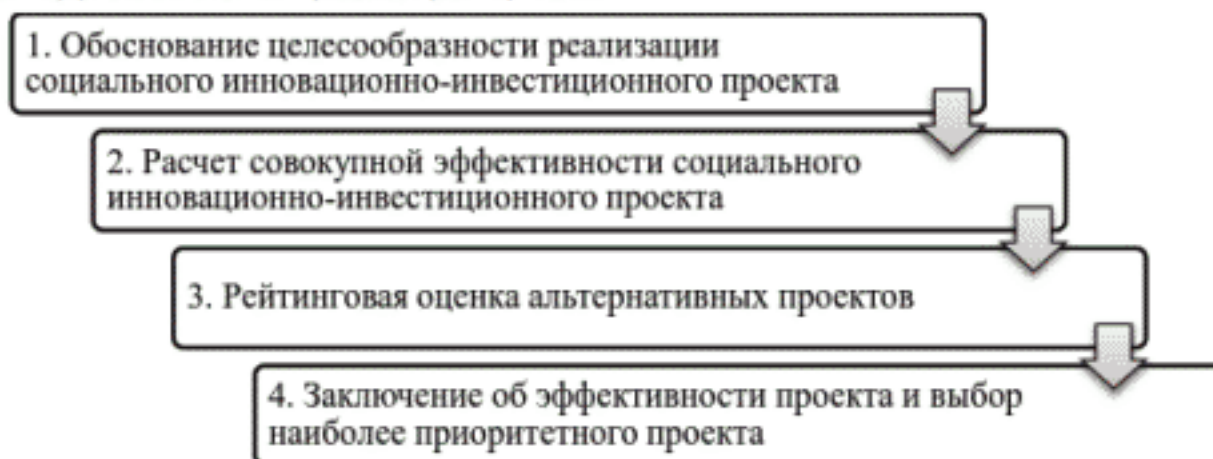 1. Обоснование целесообразности реализации
социального инновационно-инвестиционного проекта
2. Расчет совокупной эффективности социального
инновационно-инвестиционного проекта
3. Рейтинговая оценка альтернативных проектов
4. Заключение об эффективности проекта и выбор
наиболее приоритетного проекта